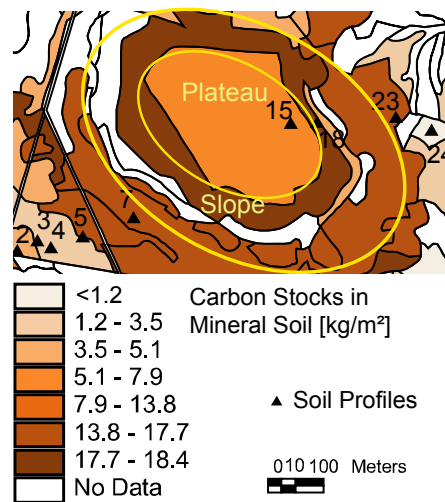 Plateau
15
18
23
24
Slope
7
5
3
2
4
<1.2
1.2 - 3.5
3.5 - 5.1
5.1 - 7.9
7.9 - 13.8
13.8 - 17.7
17.7 - 18.4
No Data
Carbon Stocks in
Mineral Soil [kg/m²]
▲ Soil Profiles
010 100 Meters